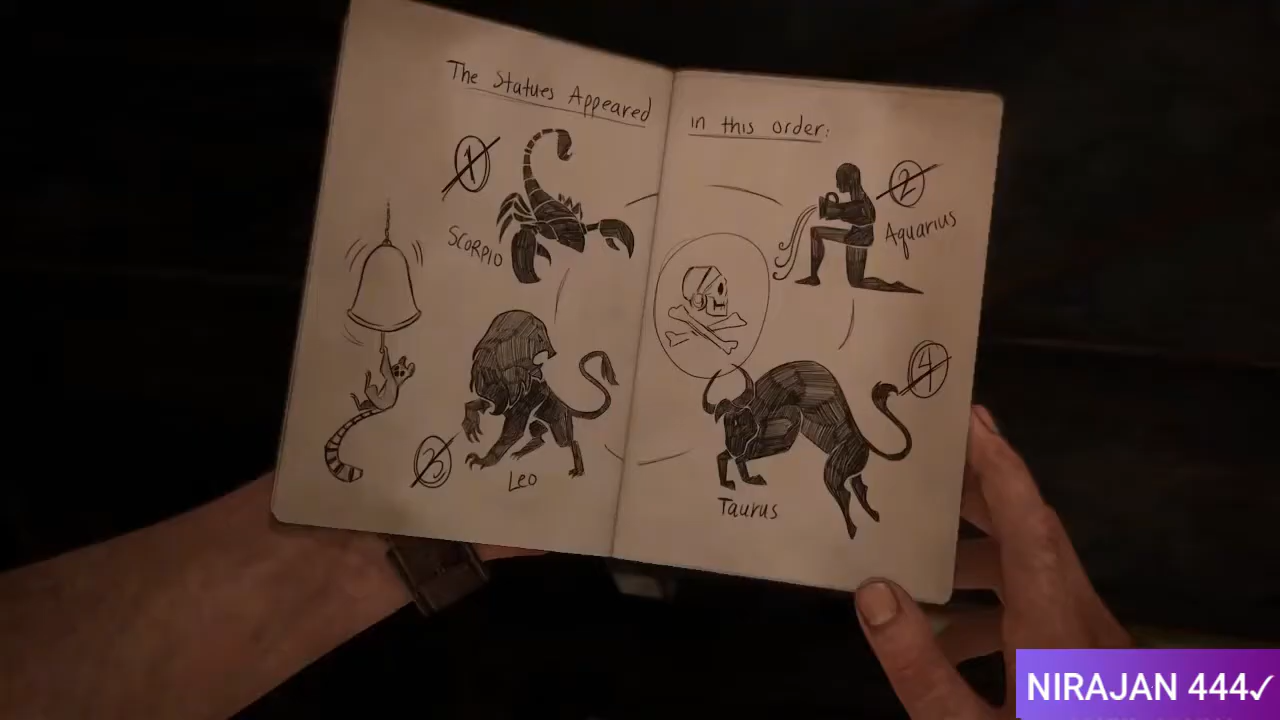 The Statues Appeared
in this order:
1
SCORPIO
2
Aquarius
3
Leo
4
Taurus
NIRAJAN 444✓